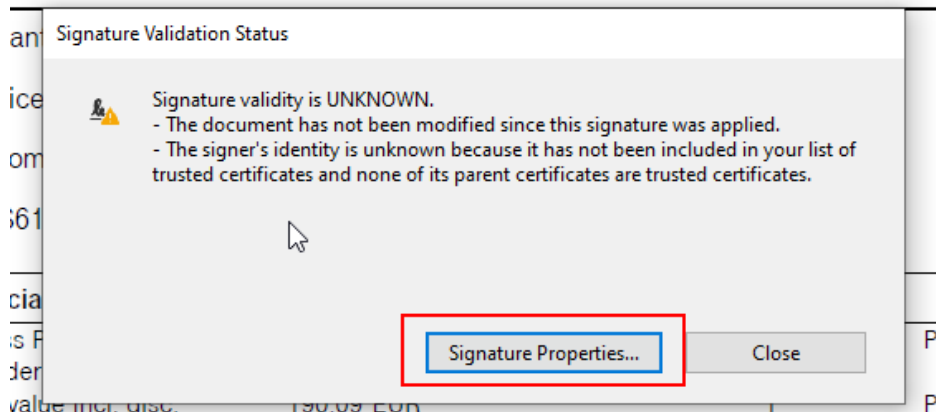 Signature Validation Status
Signature validity is UNKNOWN.
- The document has not been modified since this signature was applied.
- The signer's identity is unknown because it has not been included in your list of
trusted certificates and none of its parent certificates are trusted certificates.
Signature Properties...
Close
value incl. disc. 190.09 EUR